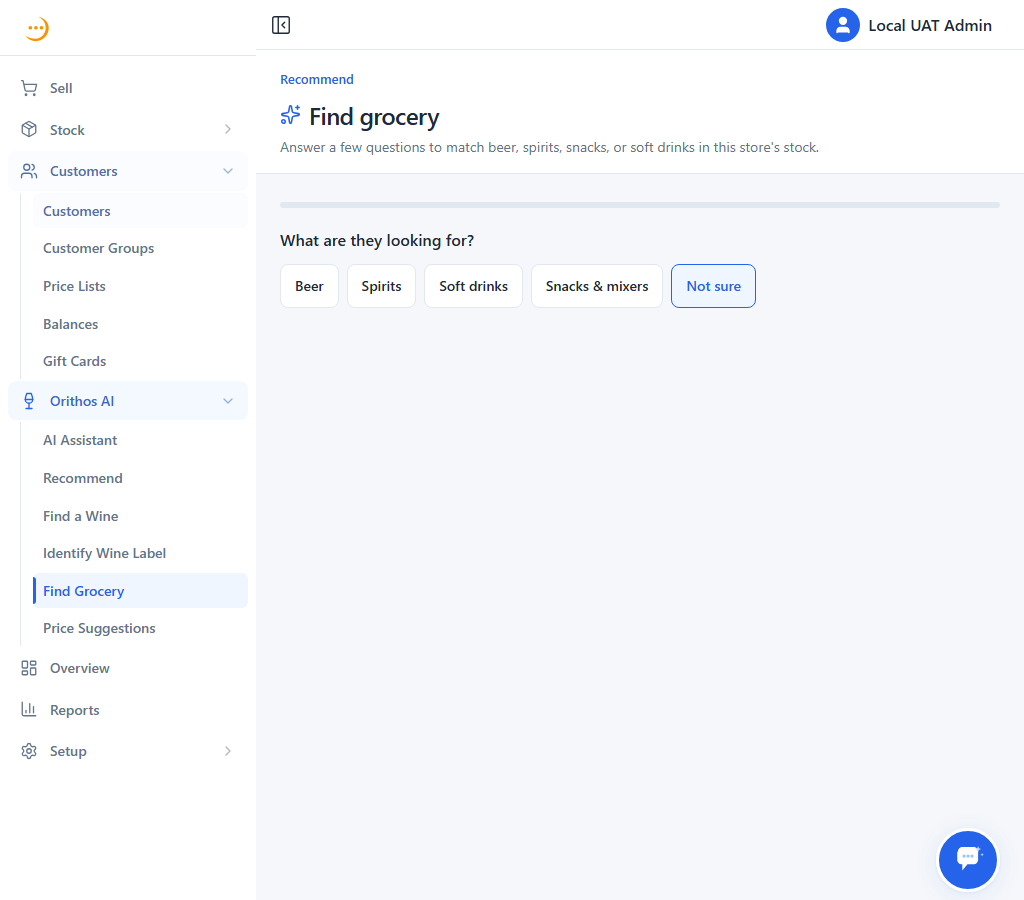 Local UAT Admin
Sell
Stock
Customers
Customers
Customer Groups
Price Lists
Balances
Gift Cards
Orithos AI
AI Assistant
Recommend
Find a Wine
Identify Wine Label
Find Grocery
Price Suggestions
Overview
Reports
Setup
Recommend
Find grocery
Answer a few questions to match beer, spirits, snacks, or soft drinks in this store's stock.
What are they looking for?
Beer Spirits Soft drinks Snacks & mixers Not sure